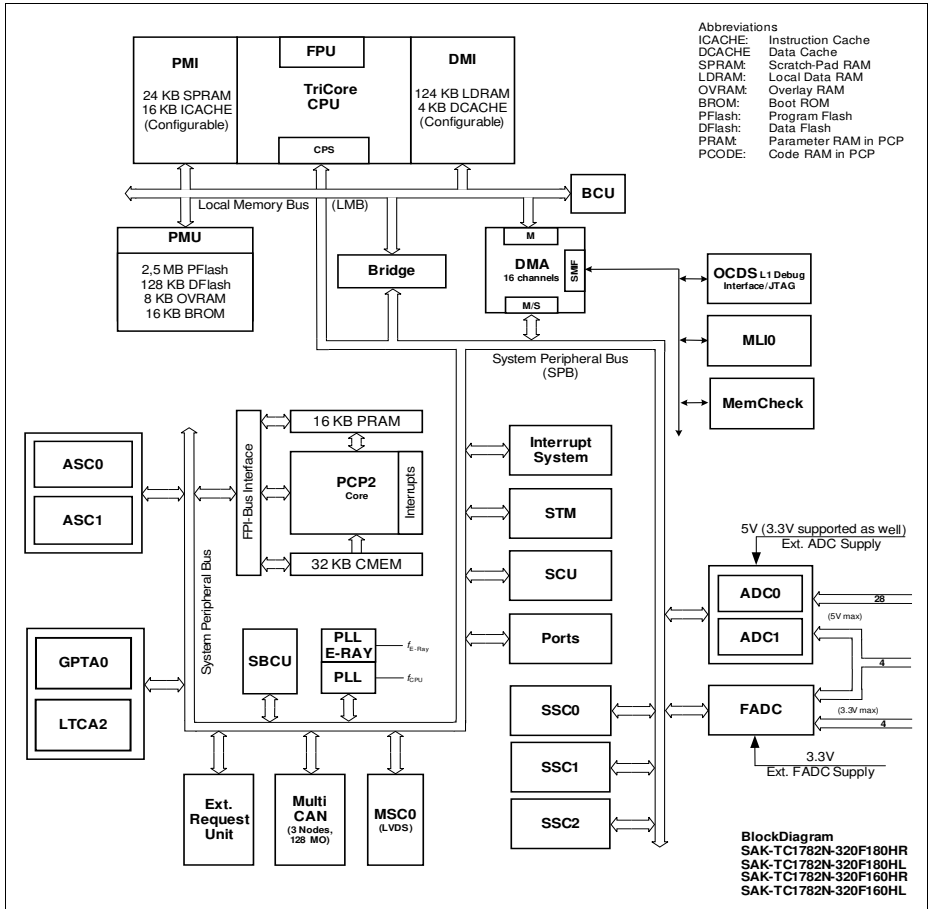 Abbreviations
ICACHE: Instruction Cache
DCACHE Data Cache
SPRAM: Scratch-Pad RAM
LDRAM: Local Data RAM
OVRAM: Overlay RAM
BROM: Boot ROM
PFlash: Program Flash
DFlash: Data Flash
PRAM: Parameter RAM in PCP
PCODE: Code RAM in PCP
PMI
24 KB SPRAM
16 KB ICACHE
(Configurable)
FPU
TriCore
CPU
CPS
DMI
124 KB LDRAM
4 KB DCACHE
(Configurable)
Local Memory Bus (LMB)
BCU
PMU
2,5 MB PFlash
128 KB DFlash
8 KB OVRAM
16 KB BROM
Bridge
M
DMA
16 channels
SMIF
M/S
OCDS L1 Debug
Interface/JTAG
MLI0
MemCheck
System Peripheral Bus
(SPB)
ASC0
ASC1
System Peripheral Bus
FPI-Bus Interface
16 KB PRAM
PCP2
Core
Interrupts
32 KB CMEM
Interrupt
System
STM
SCU
Ports
5V (3.3V supported as well)
Ext. ADC Supply
ADC0
ADC1
28
(5V max)
4
GPTA0
LTCA2
SBCU
PLL
E-RAY
fE-Ray
PLL
fCPU
SSC0
SSC1
SSC2
FADC
(3.3V max)
4
3.3V
Ext. FADC Supply
Ext.
Request
Unit
Multi
CAN
(3 Nodes,
128 MO)
MSC0
(LVDS)
BlockDiagram
SAK-TC1782N-320F180HR
SAK-TC1782N-320F180HL
SAK-TC1782N-320F160HR
SAK-TC1782N-320F160HL